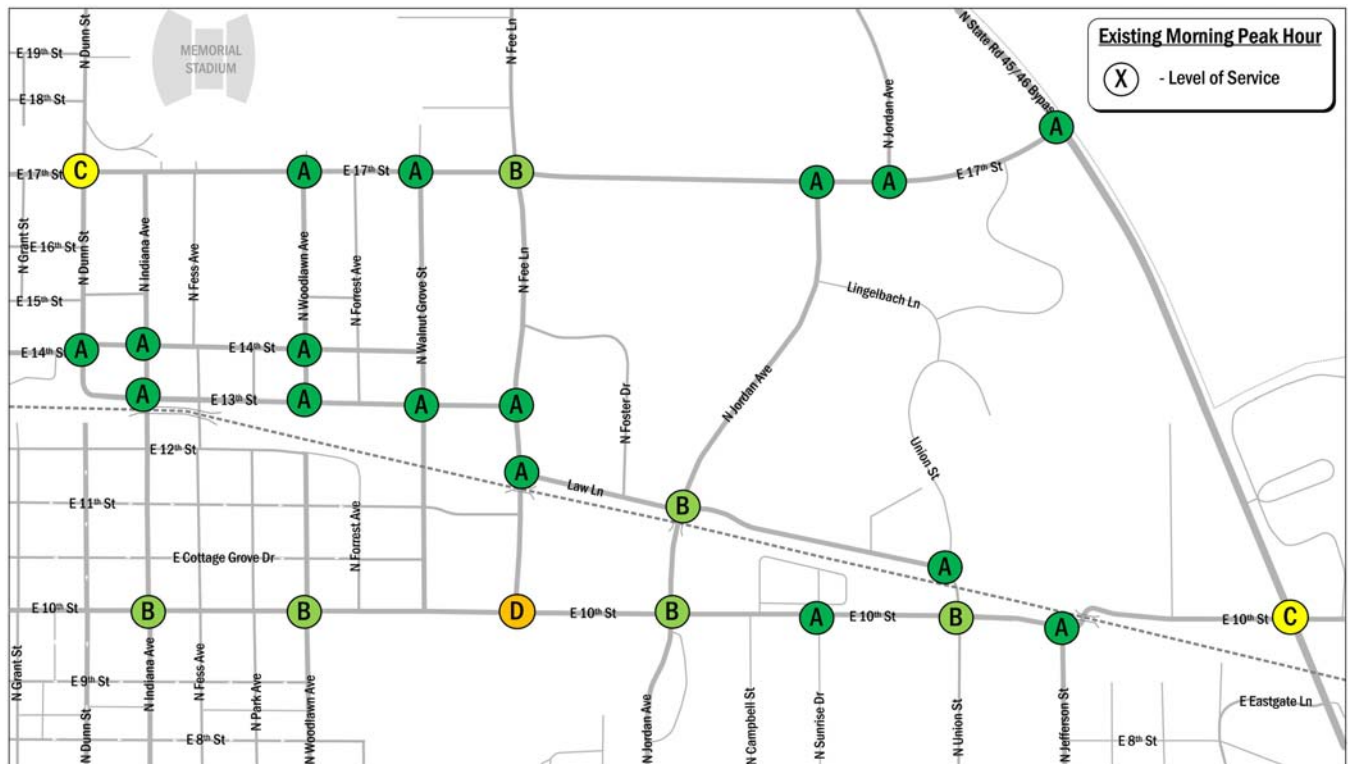 N Dunn St
N Fee Ln
N State Rd 45/46 Bypas
Existing Morning Peak Hour
X - Level of Service
E 19th St
MEMORIAL
STADIUM
E 18th St
N Jordan Ave
A
E 17th St
C
A
E 17th St
A
B
A
A
E 17th St
N Grant St
E 16th St
N Dunn St
N Indiana Ave
N Fess Ave
N Woodlawn Ave
N Forrest Ave
N Walnut Grove St
N Fee Ln
E 15th St
Lingelbach Ln
E 14th S
A
A
E 14th St
A
N Jordan Ave
N Foster Dr
A
E 13th St
A
A
A
E 12th St
Union St
A
Law Ln
E 11th St
B
N Forrest Ave
E Cottage Grove Dr
A
E 10th St
B
B
D
E 10th St
B
A
E 10th St
B
A
E 10th St
C
N Grant St
N Dunn St
N Indiana Ave
N Fess Ave
N Park Ave
N Woodlawn Ave
N Jordan Ave
N Campbell St
N Sunrise Dr
N Union St
N Jefferson St
E 9th St
E Eastgate Ln
E 8th St
E 8th St